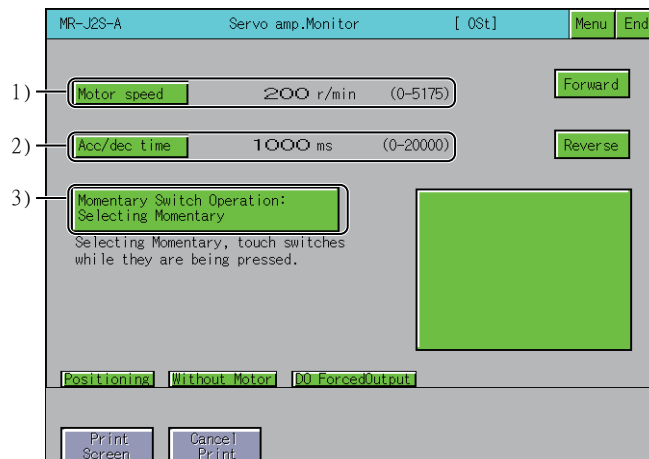 MR-J2S-A Servo amp.Monitor [ OSt] Menu End
1) Motor speed 200 r/min (0-5175) Forward
2) Acc/dec time 1000 ms (0-20000) Reverse
3) Momentary Switch Operation:
Selecting Momentary
Selecting Momentary, touch switches
while they are being pressed.
Positioning Without Motor DO ForcedOutput
Print Screen
Cancel Print